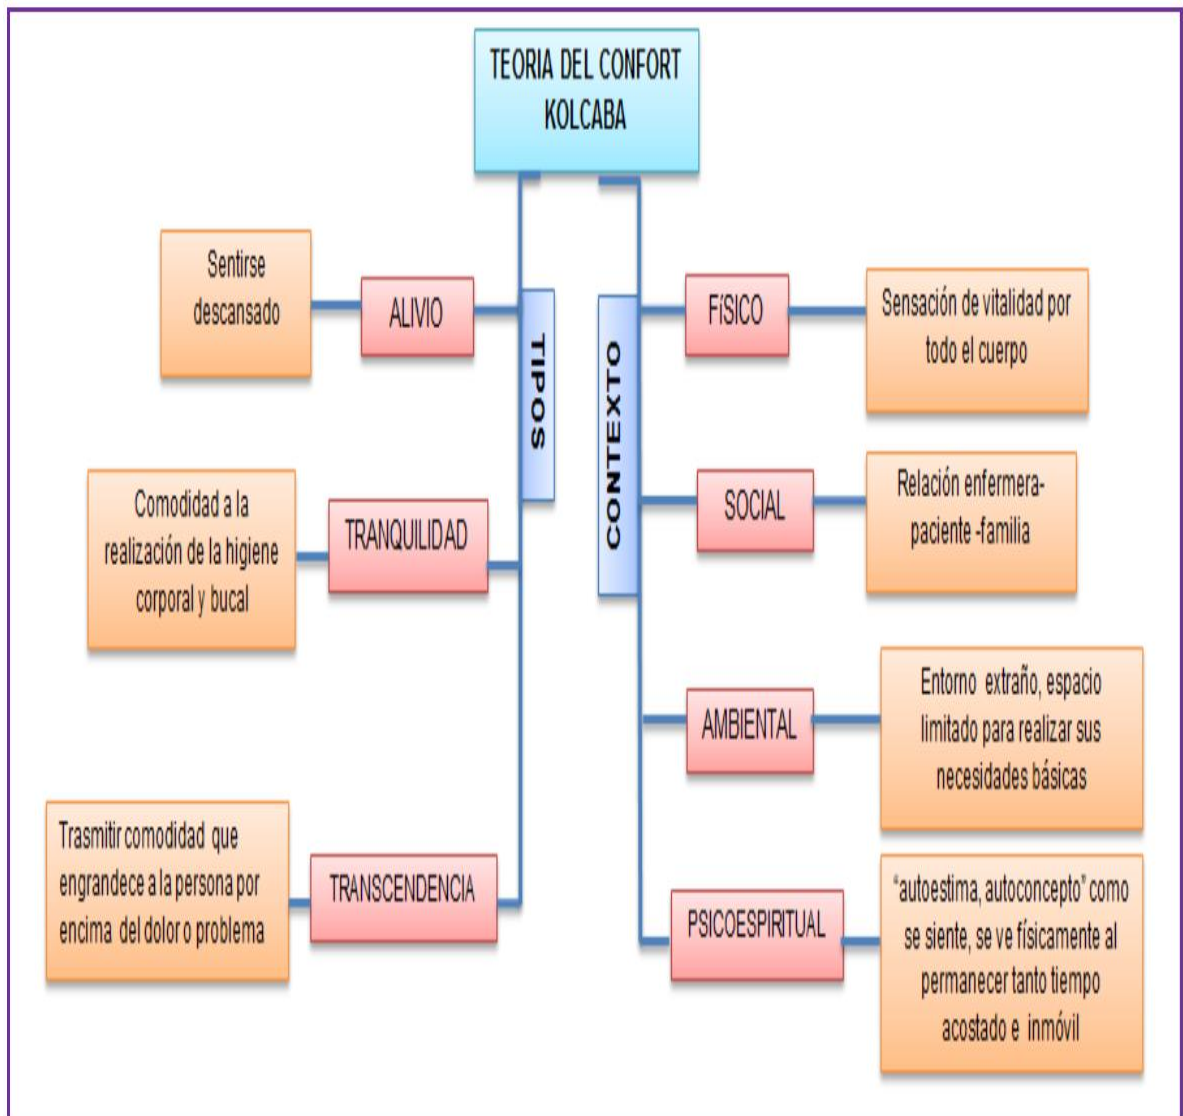 TEORIA DEL CONFORT
KOLCABA
TIPOS
Sentirse
descansado
ALIVIO
Comodidad a la
realización de la higiene
corporal y bucal
TRANQUILIDAD
Trasmitir comodidad que
engrandece a la persona por
encima del dolor o problema
TRANSCENDENCIA
CONTEXTO
FíSICO
Sensación de vitalidad por
todo el cuerpo
SOCIAL
Relación enfermera-
paciente -familia
AMBIENTAL
Entorno extraño, espacio
limitado para realizar sus
necesidades básicas
PSICOESPIRITUAL
“autoestima, autoconcepto” como
se siente, se ve físicamente al
permanecer tanto tiempo
acostado e inmóvil